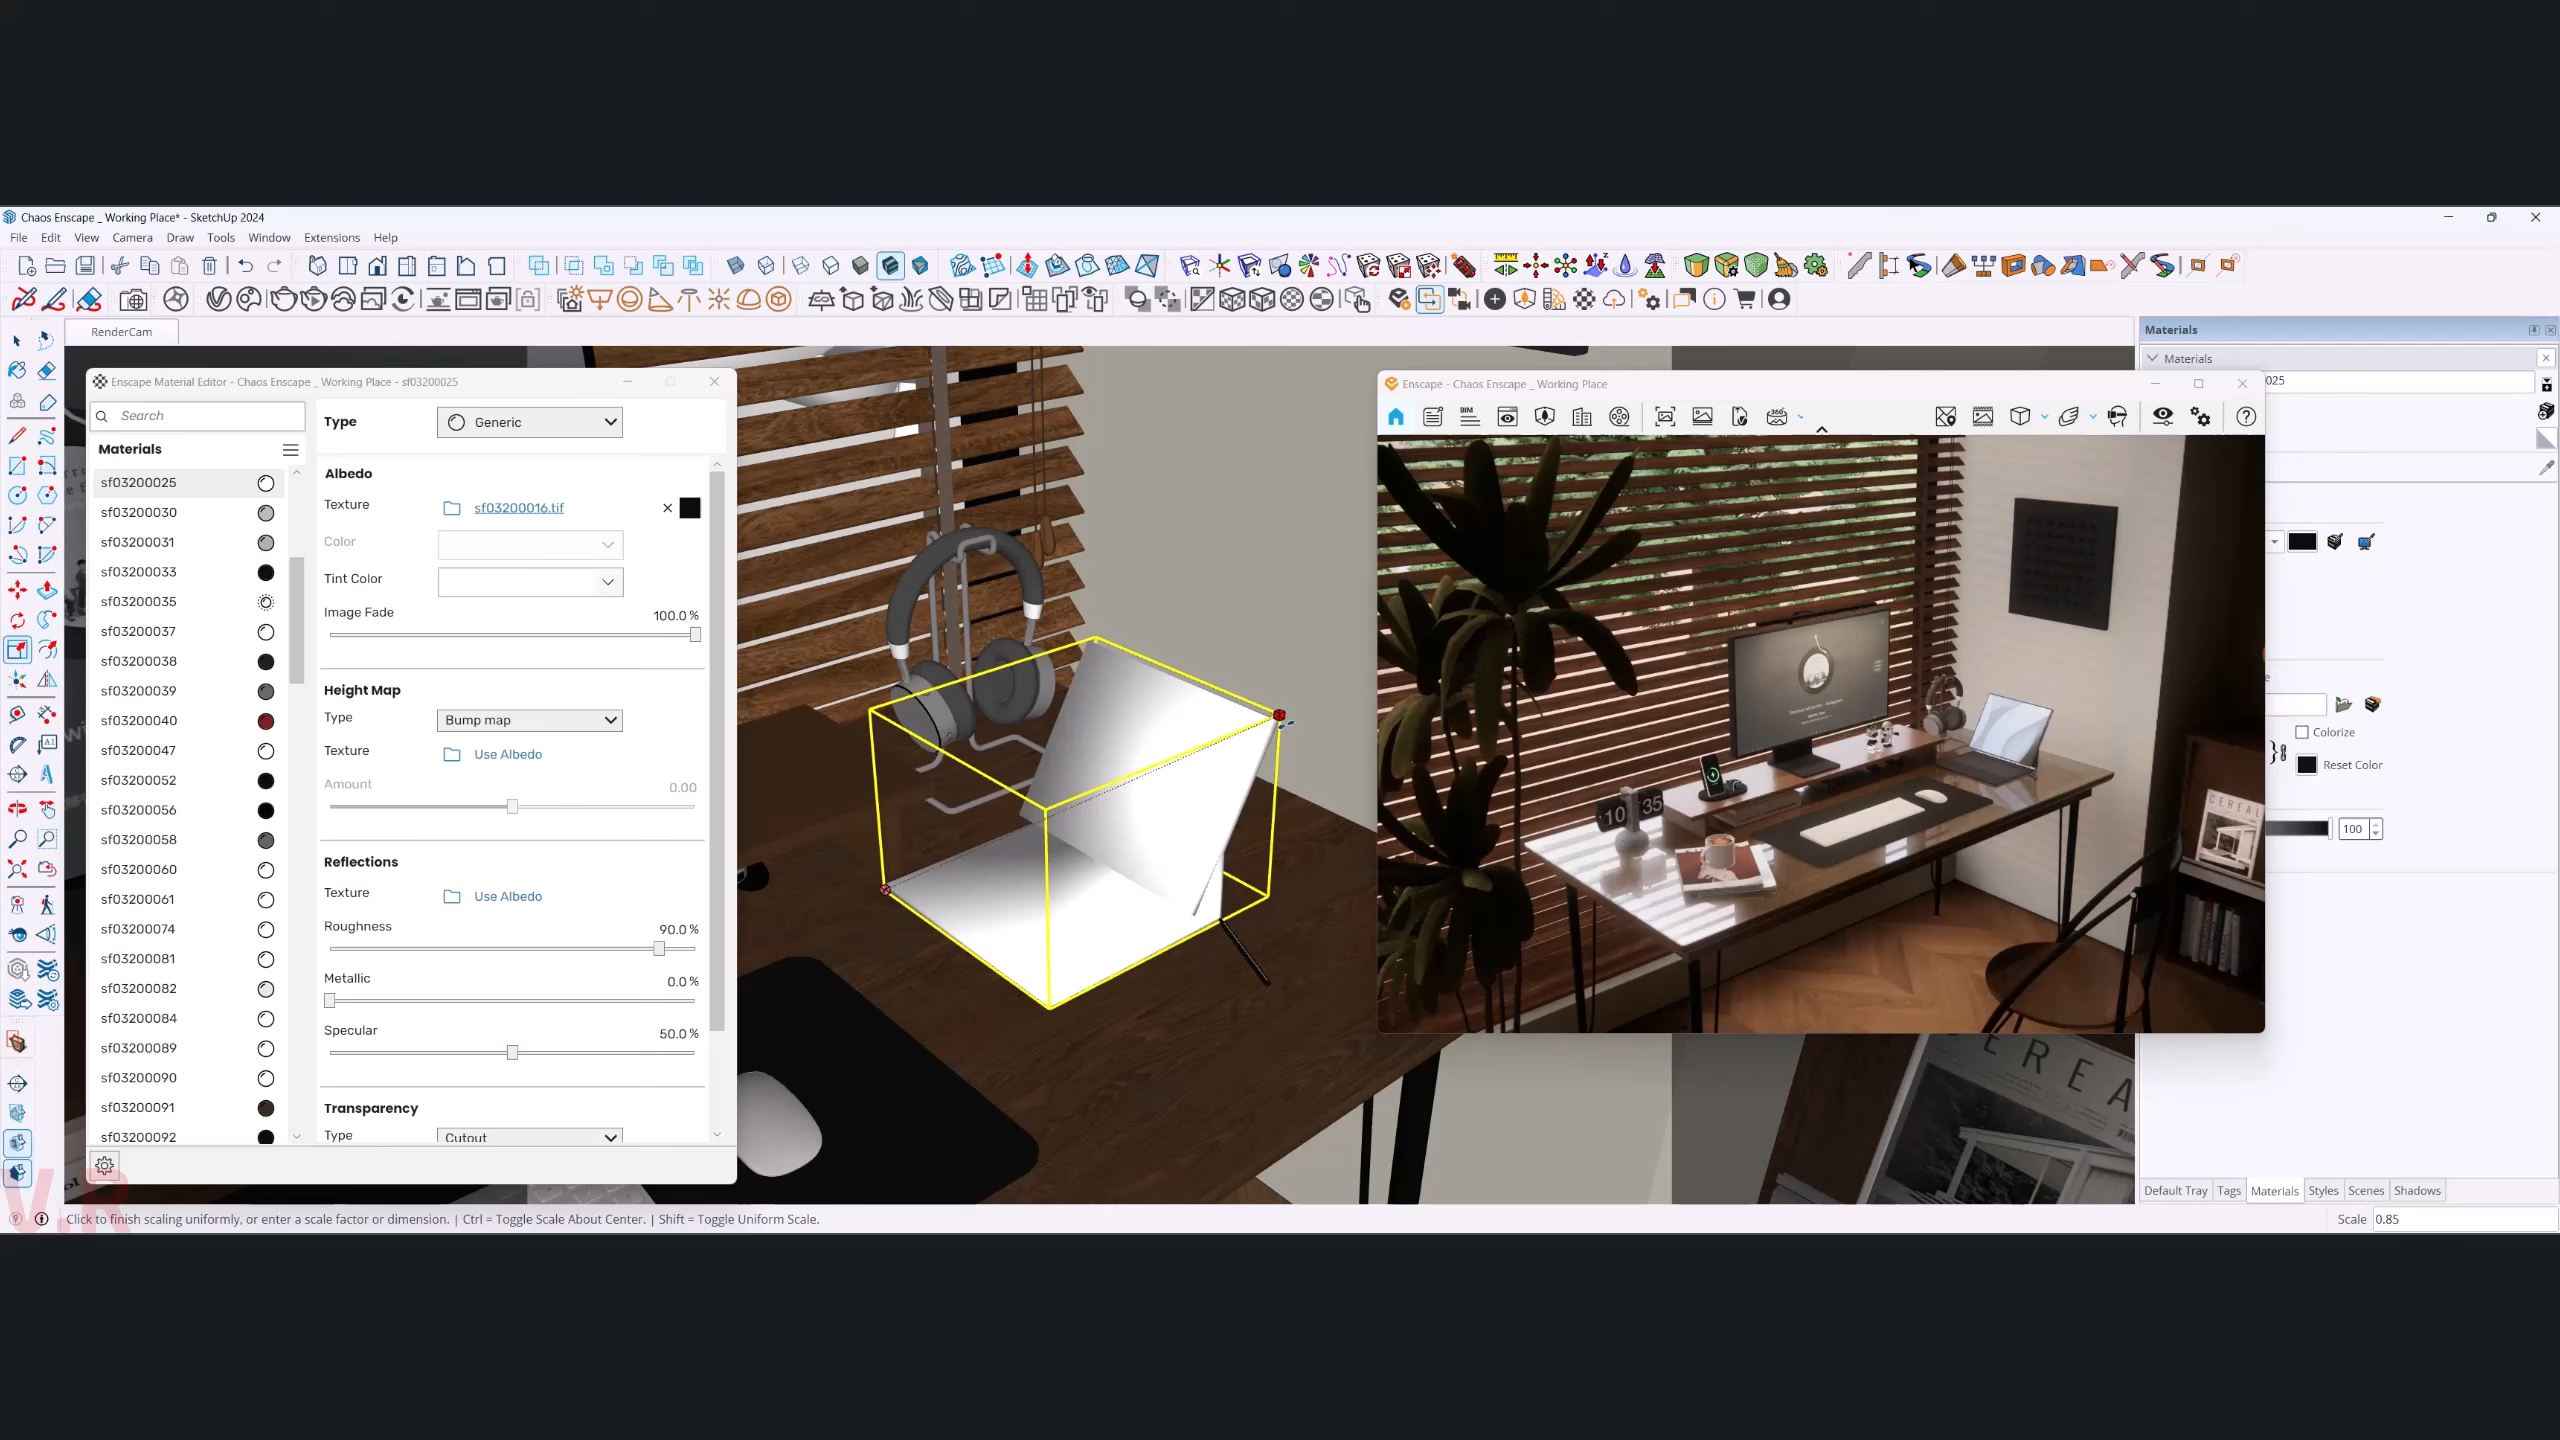 Chaos Enscape _ Working Place* - SketchUp 2024
File Edit View Camera Draw Tools Window Extensions Help
RenderCam
Enscape Material Editor - Chaos Enscape _ Working Place - sf03200025
Search
Materials
sf03200025
sf03200030
sf03200031
sf03200033
sf03200035
sf03200037
sf03200038
sf03200039
sf03200040
sf03200047
sf03200052
sf03200056
sf03200058
sf03200060
sf03200061
sf03200074
sf03200081
sf03200082
sf03200084
sf03200089
sf03200090
sf03200091
sf03200092
Type Generic
Albedo
Texture sf03200016.tif
Color
Tint Color
Image Fade 100.0 %
Height Map
Type Bump map
Texture Use Albedo
Amount 0.00
Reflections
Texture Use Albedo
Roughness 90.0 %
Metallic 0.0 %
Specular 50.0 %
Transparency
Type Cutout
Enscape - Chaos Enscape _ Working Place
BIM
360°
10 35
CEREAL
CEREA
Materials
Materials
025
Colorize
Reset Color
100
Default Tray Tags Materials Styles Scenes Shadows
V.R
Click to finish scaling uniformly, or enter a scale factor or dimension. | Ctrl = Toggle Scale About Center. | Shift = Toggle Uniform Scale.
Scale 0.85